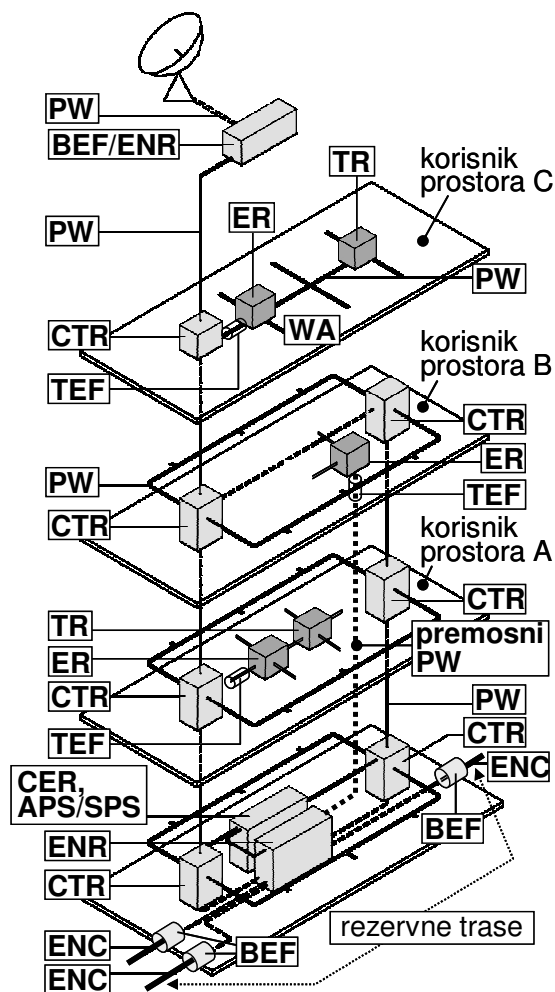 PW
BEF/ENR
TR
korisnik
prostora C
ER
PW
PW
CTR
WA
TEF
korisnik
prostora B
CTR
ER
PW
TEF
CTR
korisnik
prostora A
CTR
TR
premosni
PW
ER
CTR
PW
TEF
CTR
ENC
CER,
APS/SPS
BEF
ENR
CTR
rezervne trase
ENC
BEF
ENC